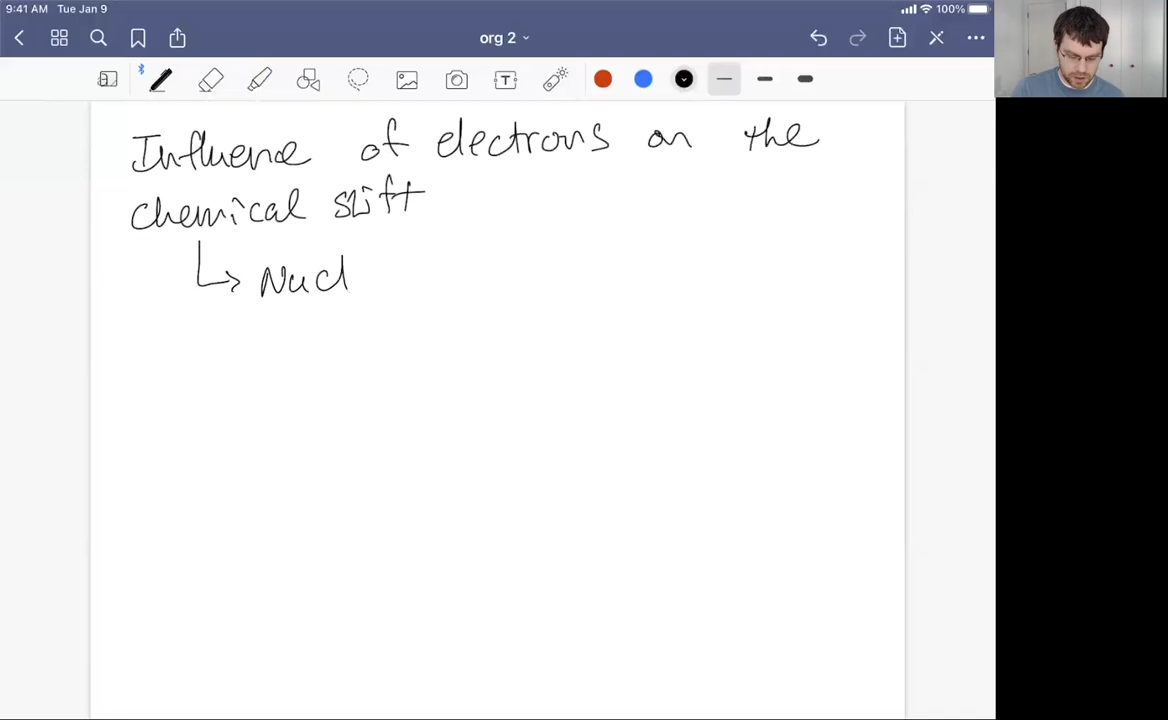 9:41 AM Tue Jan 9
100%
org 2
T
Influence of electrons on the
chemical shift
↳ Nucl